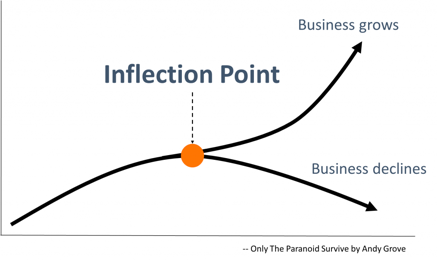 Business grows
Inflection Point
Business declines
-- Only The Paranoid Survive by Andy Grove